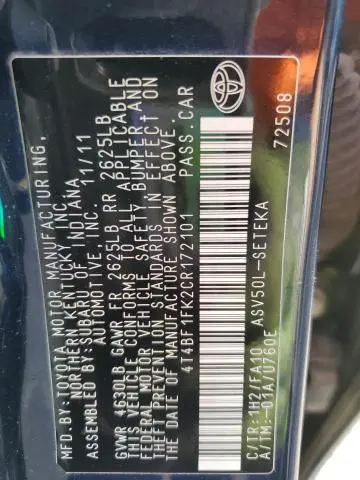 MFD.BY:TOYOTA MOTOR MANUFACTURING,
NORTHERN KENTUCKY, INC.
ASSEMBLED BY:SUBARU OF INDIANA
AUTOMOTIVE INC. 11/11
GVWR 4630LB GAWR FR 2625LB RR 2625LB
THIS VEHICLE CONFORMS TO ALL APPLICABLE
FEDERAL MOTOR VEHICLE SAFETY BUMPER AND
THEFT PREVENTION STANDARDS IN EFFECT ON
THE DATE OF MANUFACTURE SHOWN ABOVE.
4T4BF1FK2CR172101 PASS.CAR
C/TR:1H2/FA10 ASV50L-SETEKA
A/TM:-01A/U760E 72508